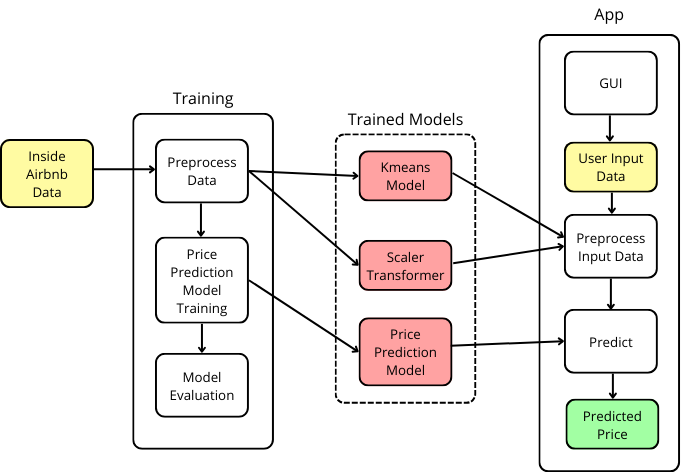 App
GUI
Training
Trained Models
Inside
Airbnb
Data
Preprocess
Data
Kmeans
Model
User Input
Data
Price
Prediction
Model
Training
Scaler
Transformer
Preprocess
Input Data
Price
Prediction
Model
Predict
Model
Evaluation
Predicted
Price